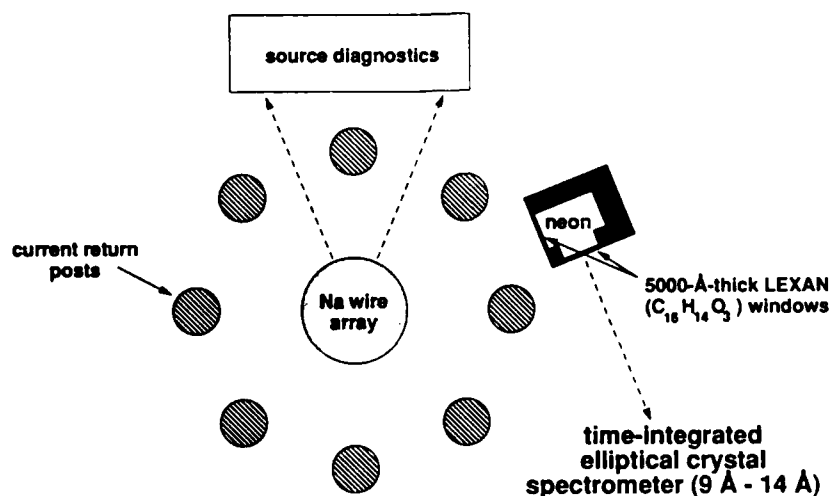 source diagnostics
neon
current return
posts
Na wire
array
5000-Å-thick LEXAN
(C16H14O3) windows
time-integrated
elliptical crystal
spectrometer (9 Å - 14 Å)